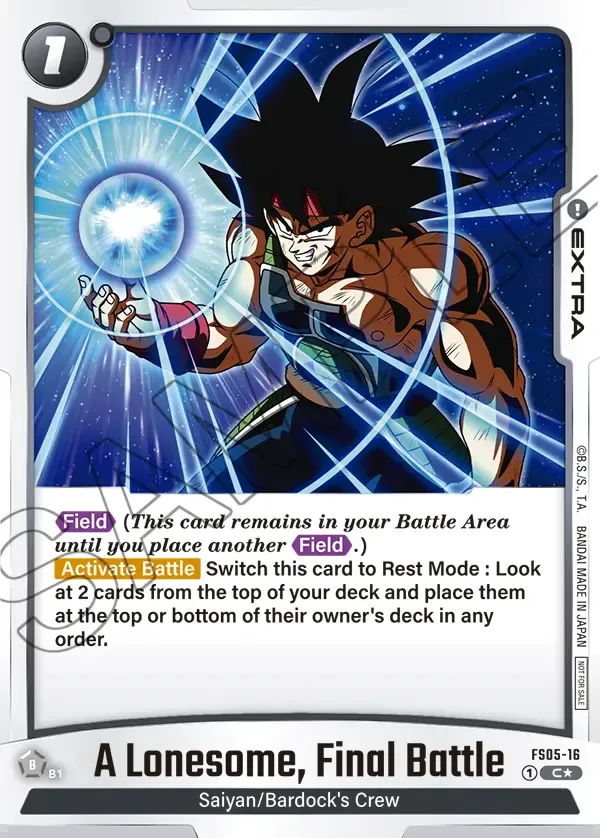 1
! EXTRA
Field (This card remains in your Battle Area
until you place another Field.)
Activate Battle Switch this card to Rest Mode : Look
at 2 cards from the top of your deck and place them
at the top or bottom of their owner's deck in any
order.
SAMPLE
©B.S./S., T.A. BANDAI MADE IN JAPAN
NOT FOR SALE
B B1
A Lonesome, Final Battle
FS05-16
1 C★
Saiyan/Bardock's Crew